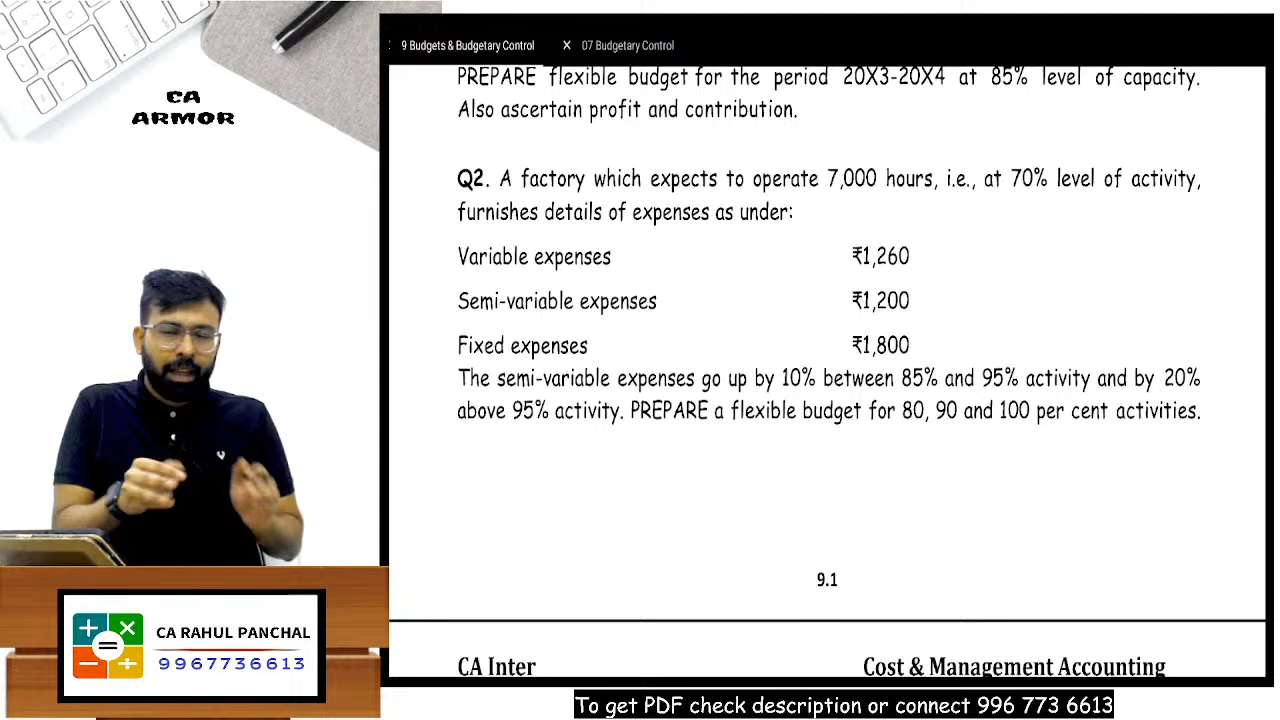 CA
ARMOR
9 Budgets & Budgetary Control
07 Budgetary Control
PREPARE flexible budget for the period 20X3-20X4 at 85% level of capacity.
Also ascertain profit and contribution.
Q2. A factory which expects to operate 7,000 hours, i.e., at 70% level of activity,
furnishes details of expenses as under:
Variable expenses ₹1,260
Semi-variable expenses ₹1,200
Fixed expenses ₹1,800
The semi-variable expenses go up by 10% between 85% and 95% activity and by 20%
above 95% activity. PREPARE a flexible budget for 80, 90 and 100 per cent activities.
9.1
CA Inter Cost & Management Accounting
CA RAHUL PANCHAL
9967736613
To get PDF check description or connect 996 773 6613